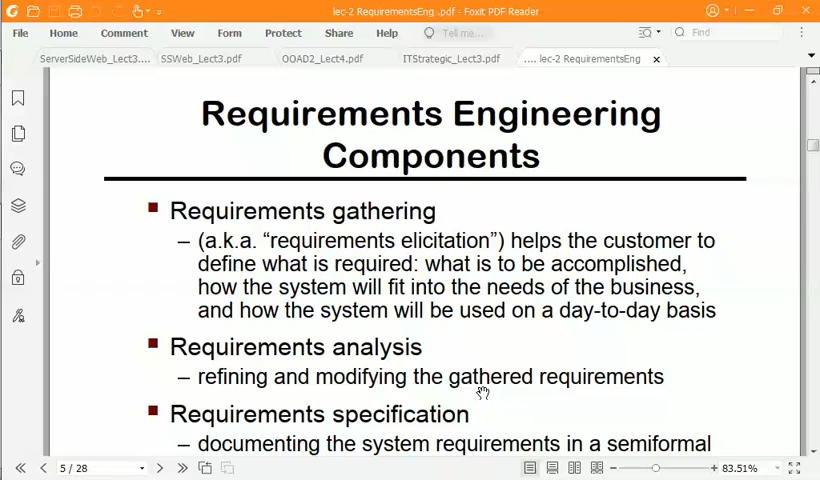 lec-2 RequirementsEng .pdf - Foxit PDF Reader
File Home Comment View Form Protect Share Help Tell me... Find
ServerSideWeb_Lect3.... SSWeb_Lect3.pdf OOAD2_Lect4.pdf ITStrategic_Lect3.pdf .... lec-2 RequirementsEng
Requirements Engineering
Components
Requirements gathering
– (a.k.a. “requirements elicitation”) helps the customer to
define what is required: what is to be accomplished,
how the system will fit into the needs of the business,
and how the system will be used on a day-to-day basis
Requirements analysis
– refining and modifying the gathered requirements
Requirements specification
– documenting the system requirements in a semiformal
5 / 28 83.51%